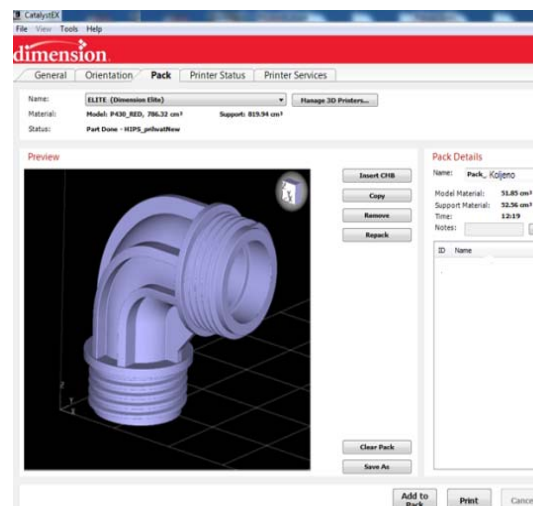 CatalystEX
File View Tools Help
dimension
General Orientation Pack Printer Status Printer Services
Name: ELITE (Dimension Elite) Manage 3D Printers...
Material: Model: P430_RED, 786.32 cm³ Support: 819.94 cm³
Status: Part Done - HIPS_prihvatNew
Preview
Insert CMB
Copy
Remove
Repack
Clear Pack
Save As
Z
Y
X
Pack Details
Name: Pack_ Koljeno
Model Material: 51.85 cm³
Support Material: 52.56 cm³
Time: 12:19
Notes:
ID Name
Add to Pack Print Cance